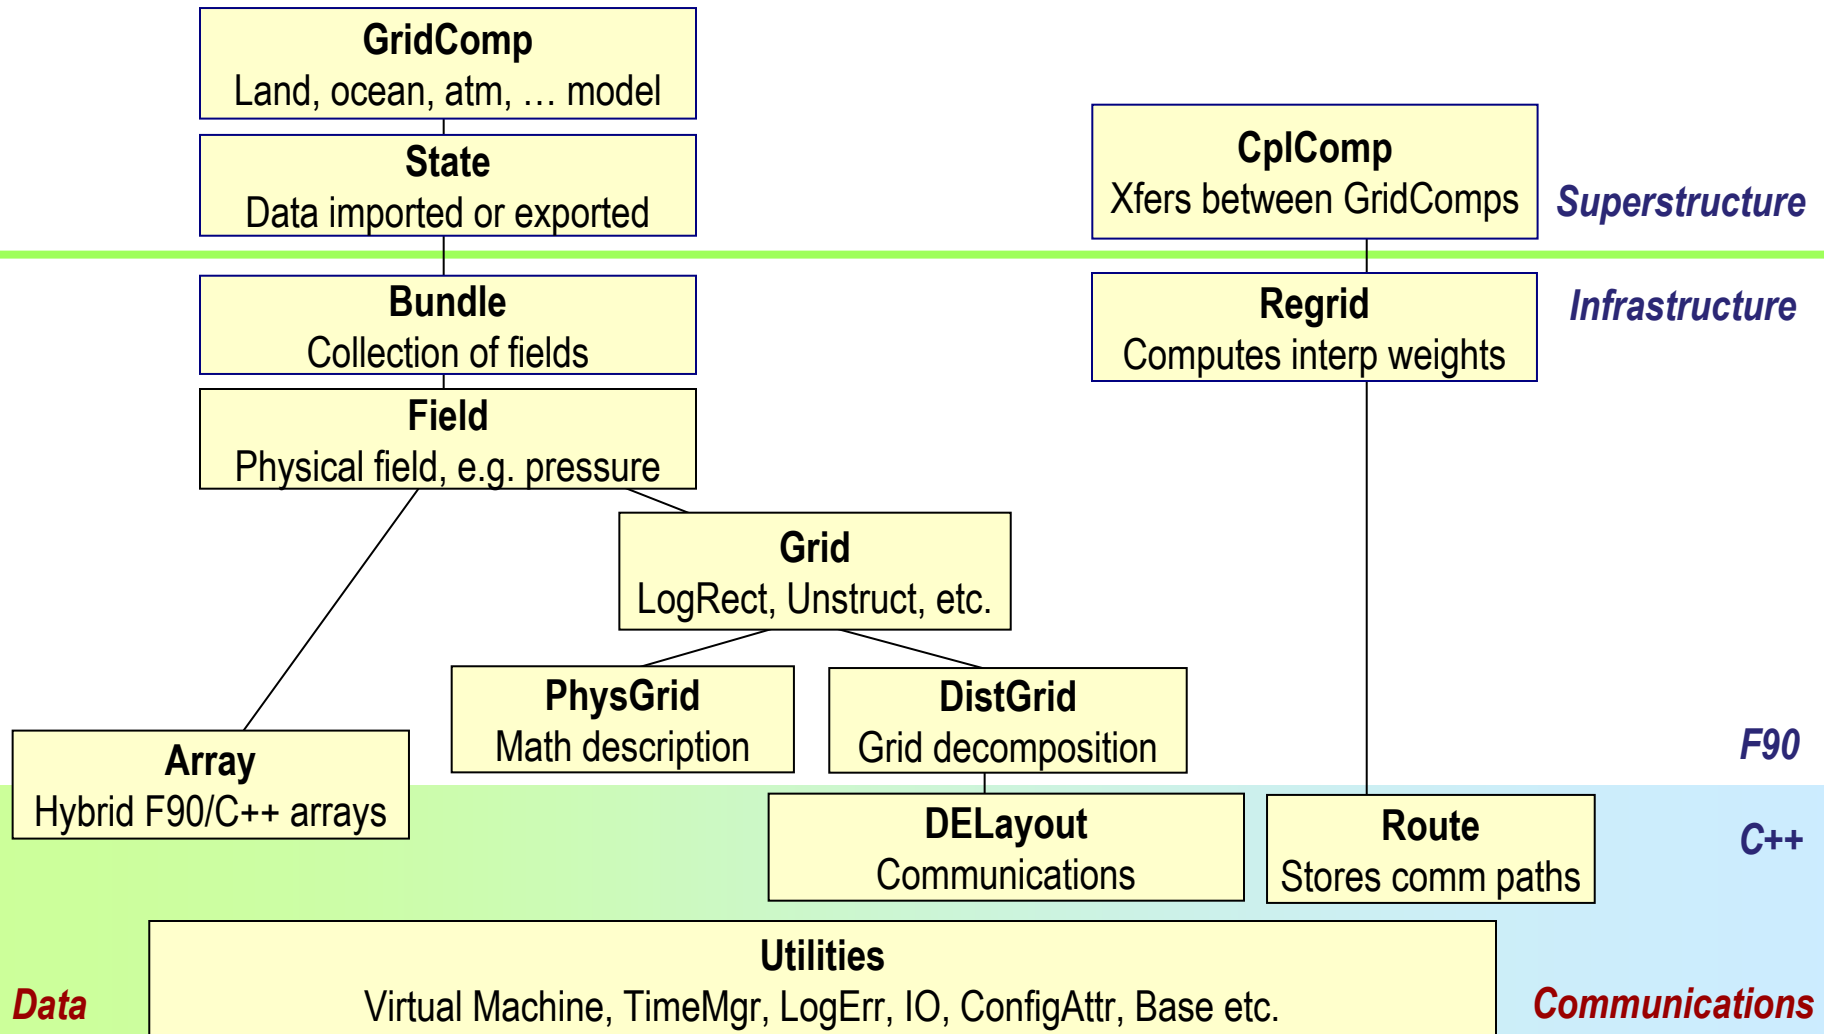 GridComp
Land, ocean, atm, … model
State
Data imported or exported
CplComp
Xfers between GridComps
Superstructure
Bundle
Collection of fields
Regrid
Computes interp weights
Infrastructure
Field
Physical field, e.g. pressure
Grid
LogRect, Unstruct, etc.
PhysGrid
Math description
DistGrid
Grid decomposition
F90
Array
Hybrid F90/C++ arrays
DELayout
Communications
Route
Stores comm paths
C++
Utilities
Virtual Machine, TimeMgr, LogErr, IO, ConfigAttr, Base etc.
Data
Communications